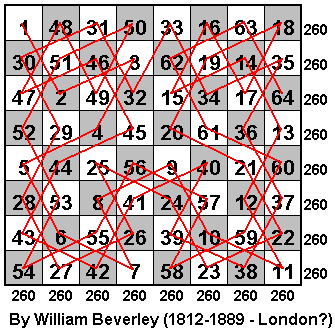 1 48 31 50 33 16 63 18 260
30 51 46 3 62 19 14 35 260
47 2 49 32 15 34 17 64 260
52 29 4 45 20 61 36 13 260
5 44 25 56 9 40 21 60 260
28 53 8 41 24 57 12 37 260
43 6 55 26 39 10 59 22 260
54 27 42 7 58 23 38 11 260
260 260 260 260 260 260 260 260
By William Beverley (1812-1889 - London?)